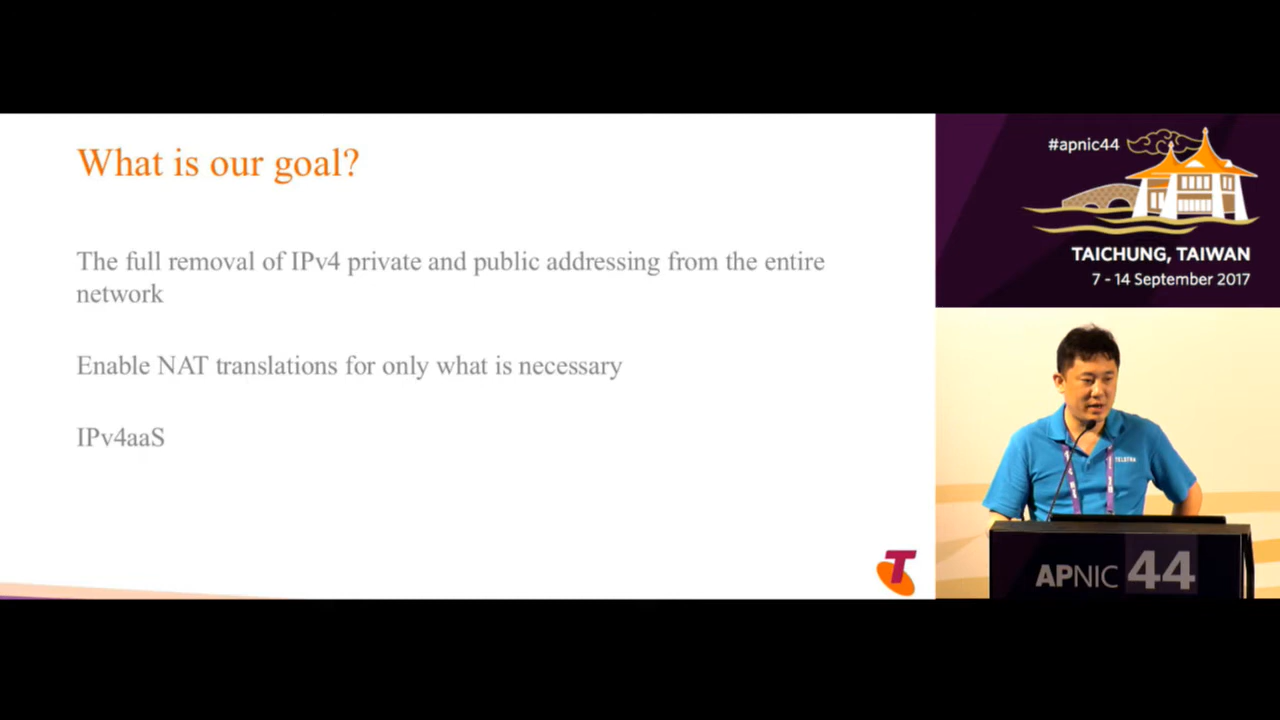 What is our goal?
The full removal of IPv4 private and public addressing from the entire
network
Enable NAT translations for only what is necessary
IPv4aaS
T
#apnic44
TAICHUNG, TAIWAN
7 - 14 September 2017
TELSTRA
APNIC 44